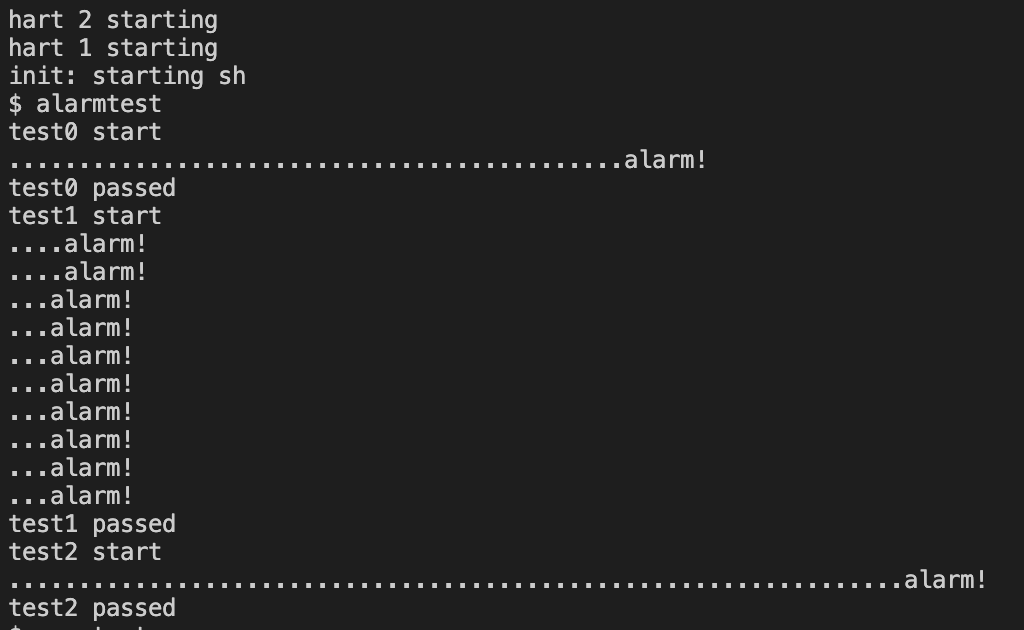 hart 2 starting
hart 1 starting
init: starting sh
$ alarmtest
test0 start
............................................alarm!
test0 passed
test1 start
....alarm!
....alarm!
...alarm!
...alarm!
...alarm!
...alarm!
...alarm!
...alarm!
...alarm!
...alarm!
test1 passed
test2 start
................................................................alarm!
test2 passed